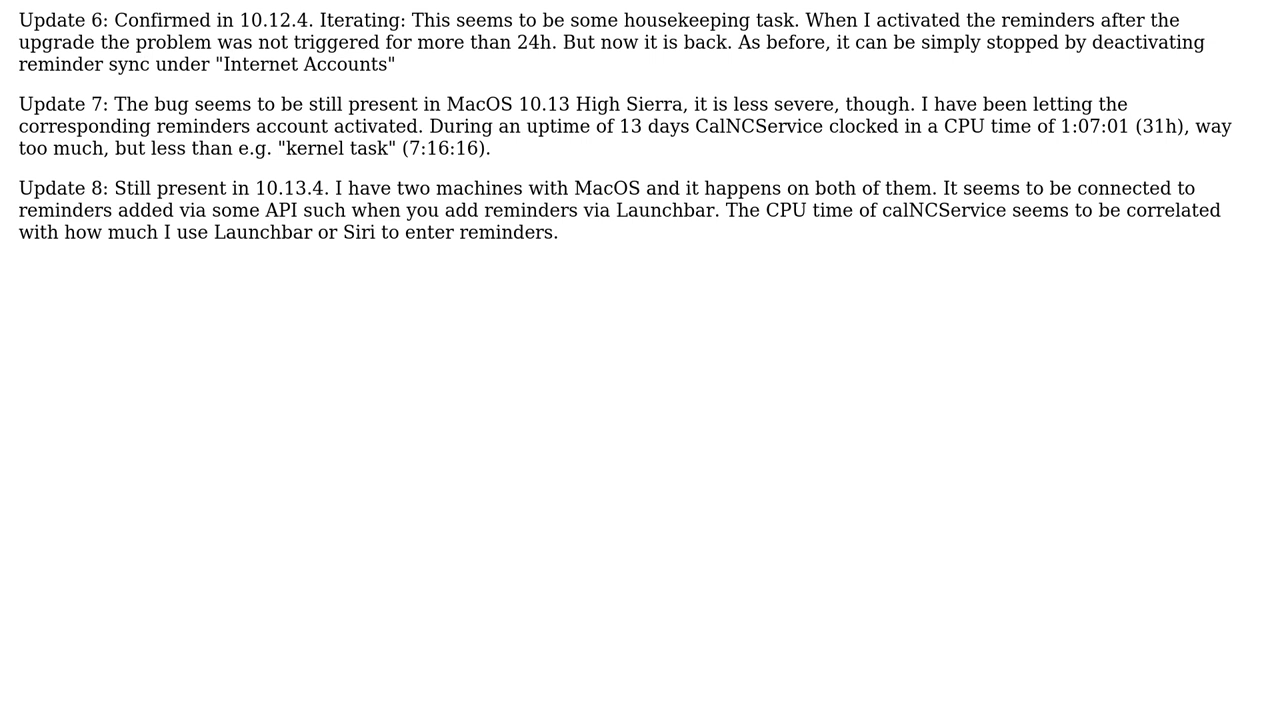 Update 6: Confirmed in 10.12.4. Iterating: This seems to be some housekeeping task. When I activated the reminders after the
upgrade the problem was not triggered for more than 24h. But now it is back. As before, it can be simply stopped by deactivating
reminder sync under "Internet Accounts"
Update 7: The bug seems to be still present in MacOS 10.13 High Sierra, it is less severe, though. I have been letting the
corresponding reminders account activated. During an uptime of 13 days CalNCService clocked in a CPU time of 1:07:01 (31h), way
too much, but less than e.g. "kernel task" (7:16:16).
Update 8: Still present in 10.13.4. I have two machines with MacOS and it happens on both of them. It seems to be connected to
reminders added via some API such when you add reminders via Launchbar. The CPU time of calNCService seems to be correlated
with how much I use Launchbar or Siri to enter reminders.